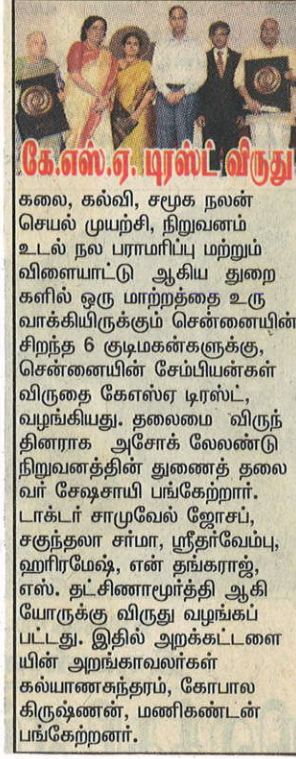 கே.எஸ்.ஏ. டிரஸ்ட் விருது
கலை, கல்வி, சமூக நலன்
செயல் முயற்சி, நிறுவனம்
உடல் நல பராமரிப்பு மற்றும்
விளையாட்டு ஆகிய துறை
களில் ஒரு மாற்றத்தை உரு
வாக்கியிருக்கும் சென்னையின்
சிறந்த 6 குடிமகன்களுக்கு,
சென்னையின் சேம்பியன்கள்
விருதை கேஎஸ்ஏ டிரஸ்ட்,
வழங்கியது. தலைமை விருந்
தினராக அசோக் லேலண்டு
நிறுவனத்தின் துணைத் தலை
வர் சேஷசாயி பங்கேற்றார்.
டாக்டர் சாமுவேல் ஜோசப்,
சகுந்தலா சர்மா, ஸ்ரீதர்வேம்பு,
ஹரிரமேஷ், என் தங்கராஜ்,
எஸ். தட்சிணாமூர்த்தி ஆகி
யோருக்கு விருது வழங்கப்
பட்டது. இதில் அறக்கட்டளை
யின் அறங்காவலர்கள்
கல்யாணசுந்தரம், கோபால
கிருஷ்ணன், மணிகண்டன்
பங்கேற்றனர்.